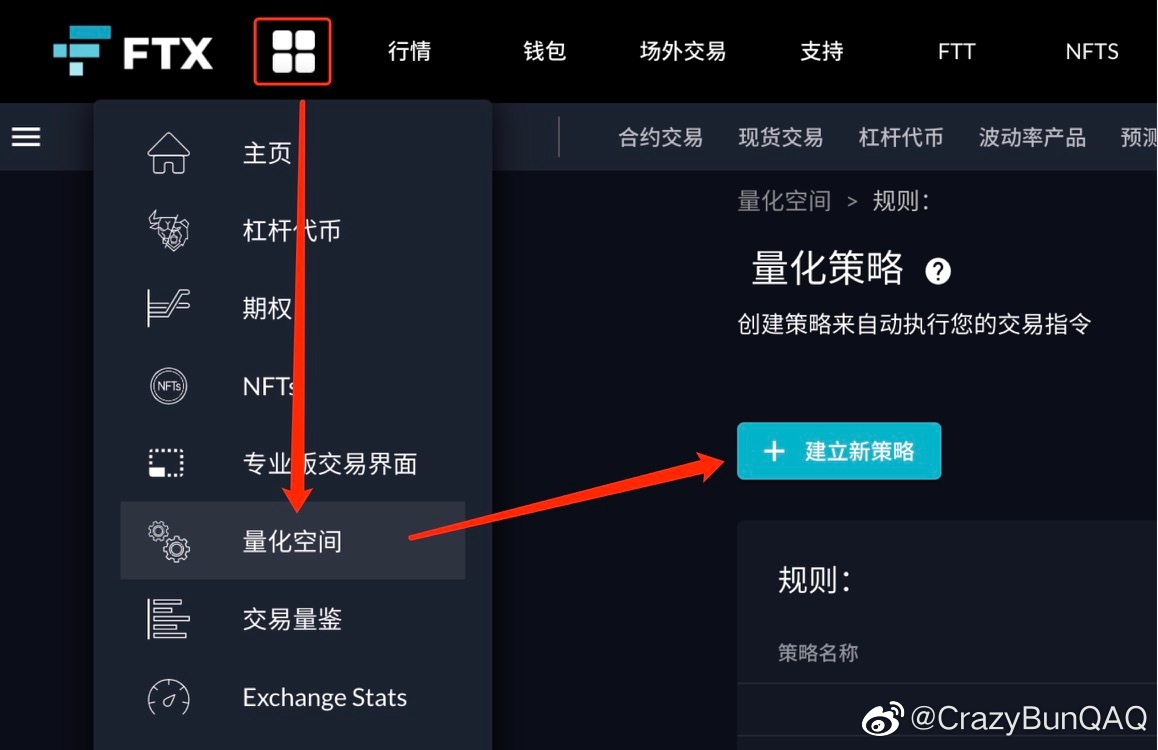 FTX
行情
钱包
场外交易
支持
FTT
NFTS
合约交易
现货交易
杠杆代币
波动率产品
预测
主页
杠杆代币
期权
NFTs
NFTs
专业版交易界面
量化空间
交易量鉴
Exchange Stats
量化空间 > 规则：
量化策略 ?
创建策略来自动执行您的交易指令
+ 建立新策略
规则：
策略名称
@CrazyBunQAQ